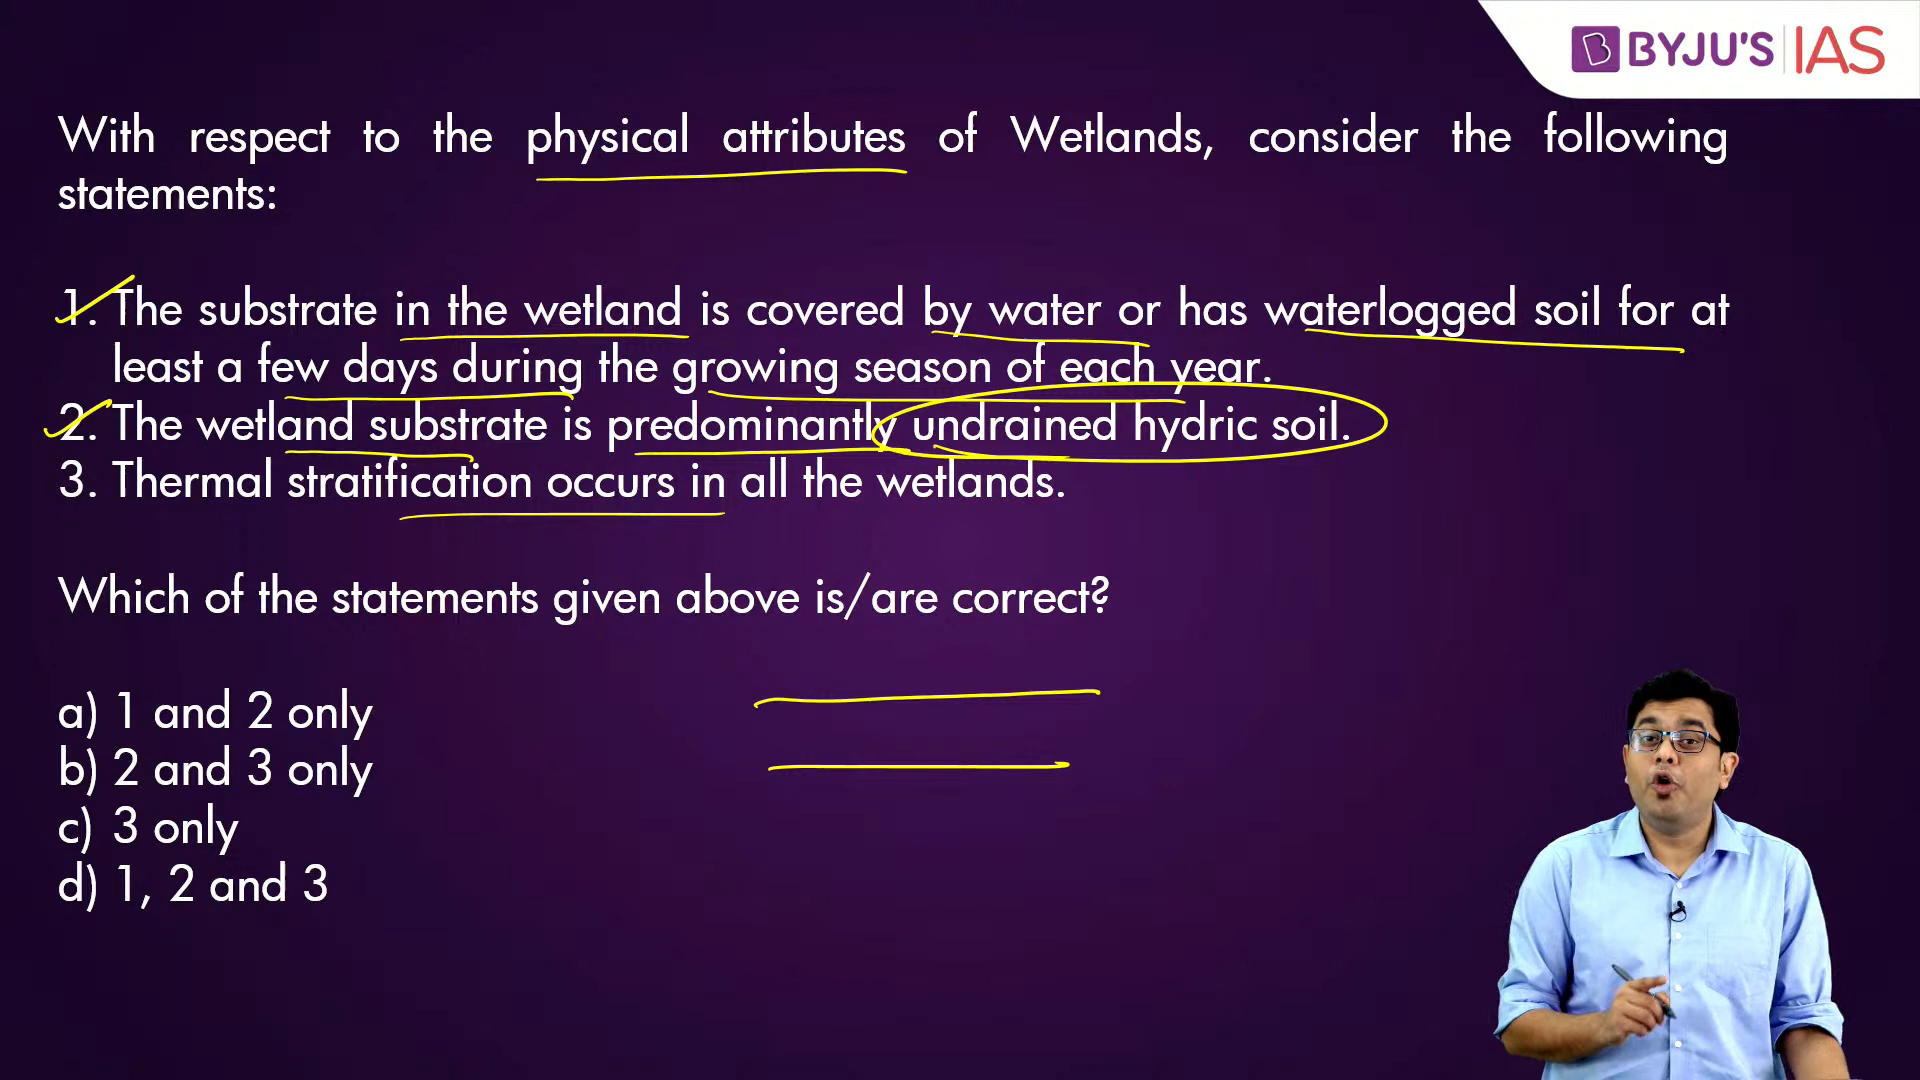 BYJU'S IAS
With respect to the physical attributes of Wetlands, consider the following
statements:
1. The substrate in the wetland is covered by water or has waterlogged soil for at
least a few days during the growing season of each year.
2. The wetland substrate is predominantly undrained hydric soil.
3. Thermal stratification occurs in all the wetlands.
Which of the statements given above is/are correct?
a) 1 and 2 only
b) 2 and 3 only
c) 3 only
d) 1, 2 and 3